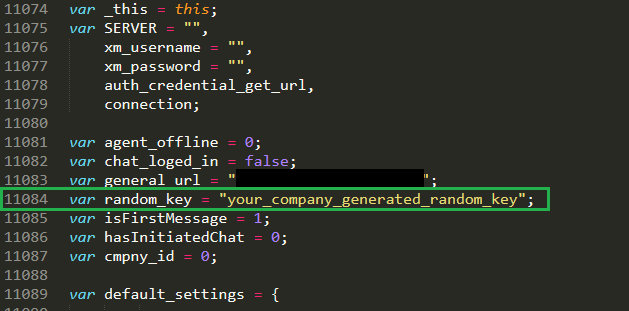 11074 var _this = this;
11075 var SERVER = "",
11076 xm_username = "",
11077 xm_password = "",
11078 auth_credential_get_url,
11079 connection;
11080
11081 var agent_offline = 0;
11082 var chat_loged_in = false;
11083 var general_url = "";
11084 var random_key = "your_company_generated_random_key";
11085 var isFirstMessage = 1;
11086 var hasInitiatedChat = 0;
11087 var cmpny_id = 0;
11088
11089 var default_settings = {